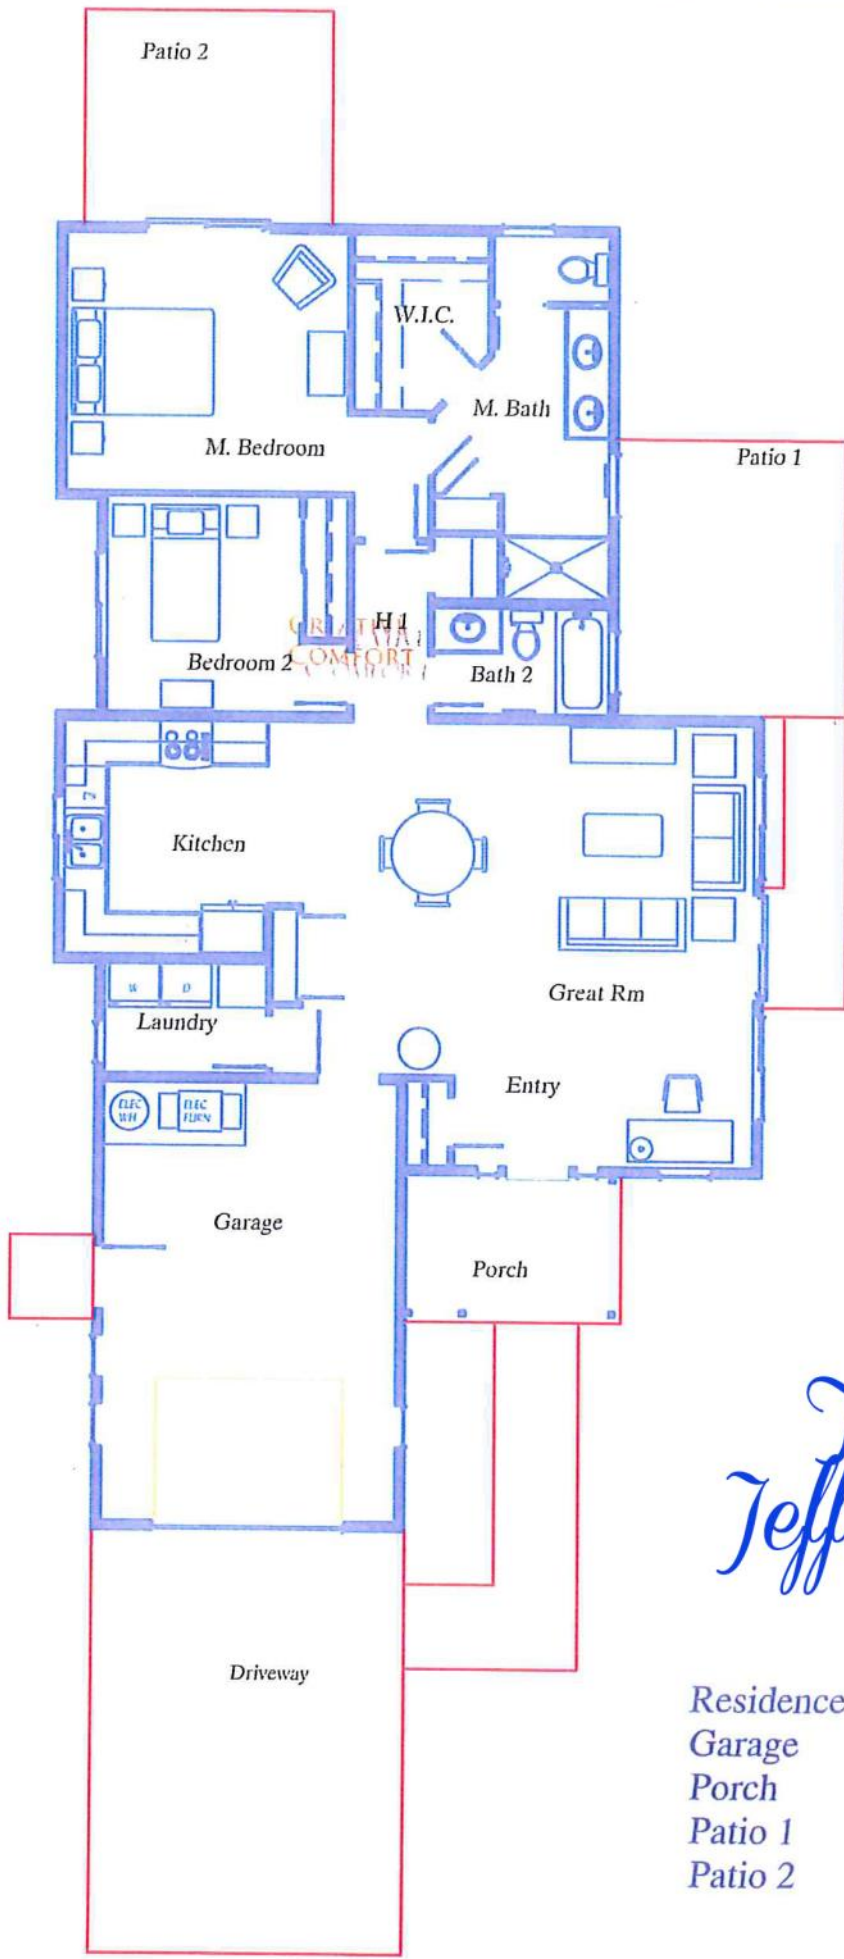 Patio 2
W.I.C.
M. Bath
M. Bedroom
Patio 1
H 1
CREATIVE
COMFORT
Bedroom 2
Bath 2
Kitchen
W D
Great Rm
Laundry
Entry
ELEC
WH
ELEC
FURN
Garage
Porch
Driveway
Residence
Garage
Porch
Patio 1
Patio 2